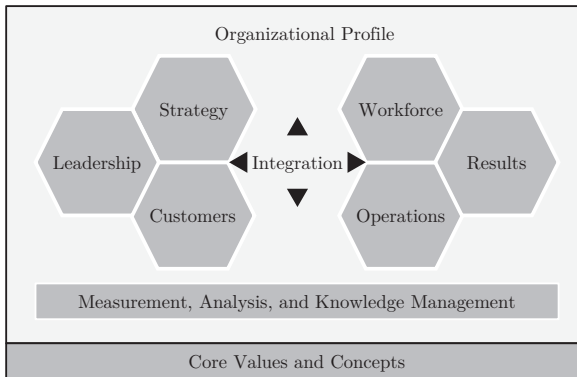 Organizational Profile
Strategy
Workforce
Leadership
Integration
Results
Customers
Operations
Measurement, Analysis, and Knowledge Management
Core Values and Concepts